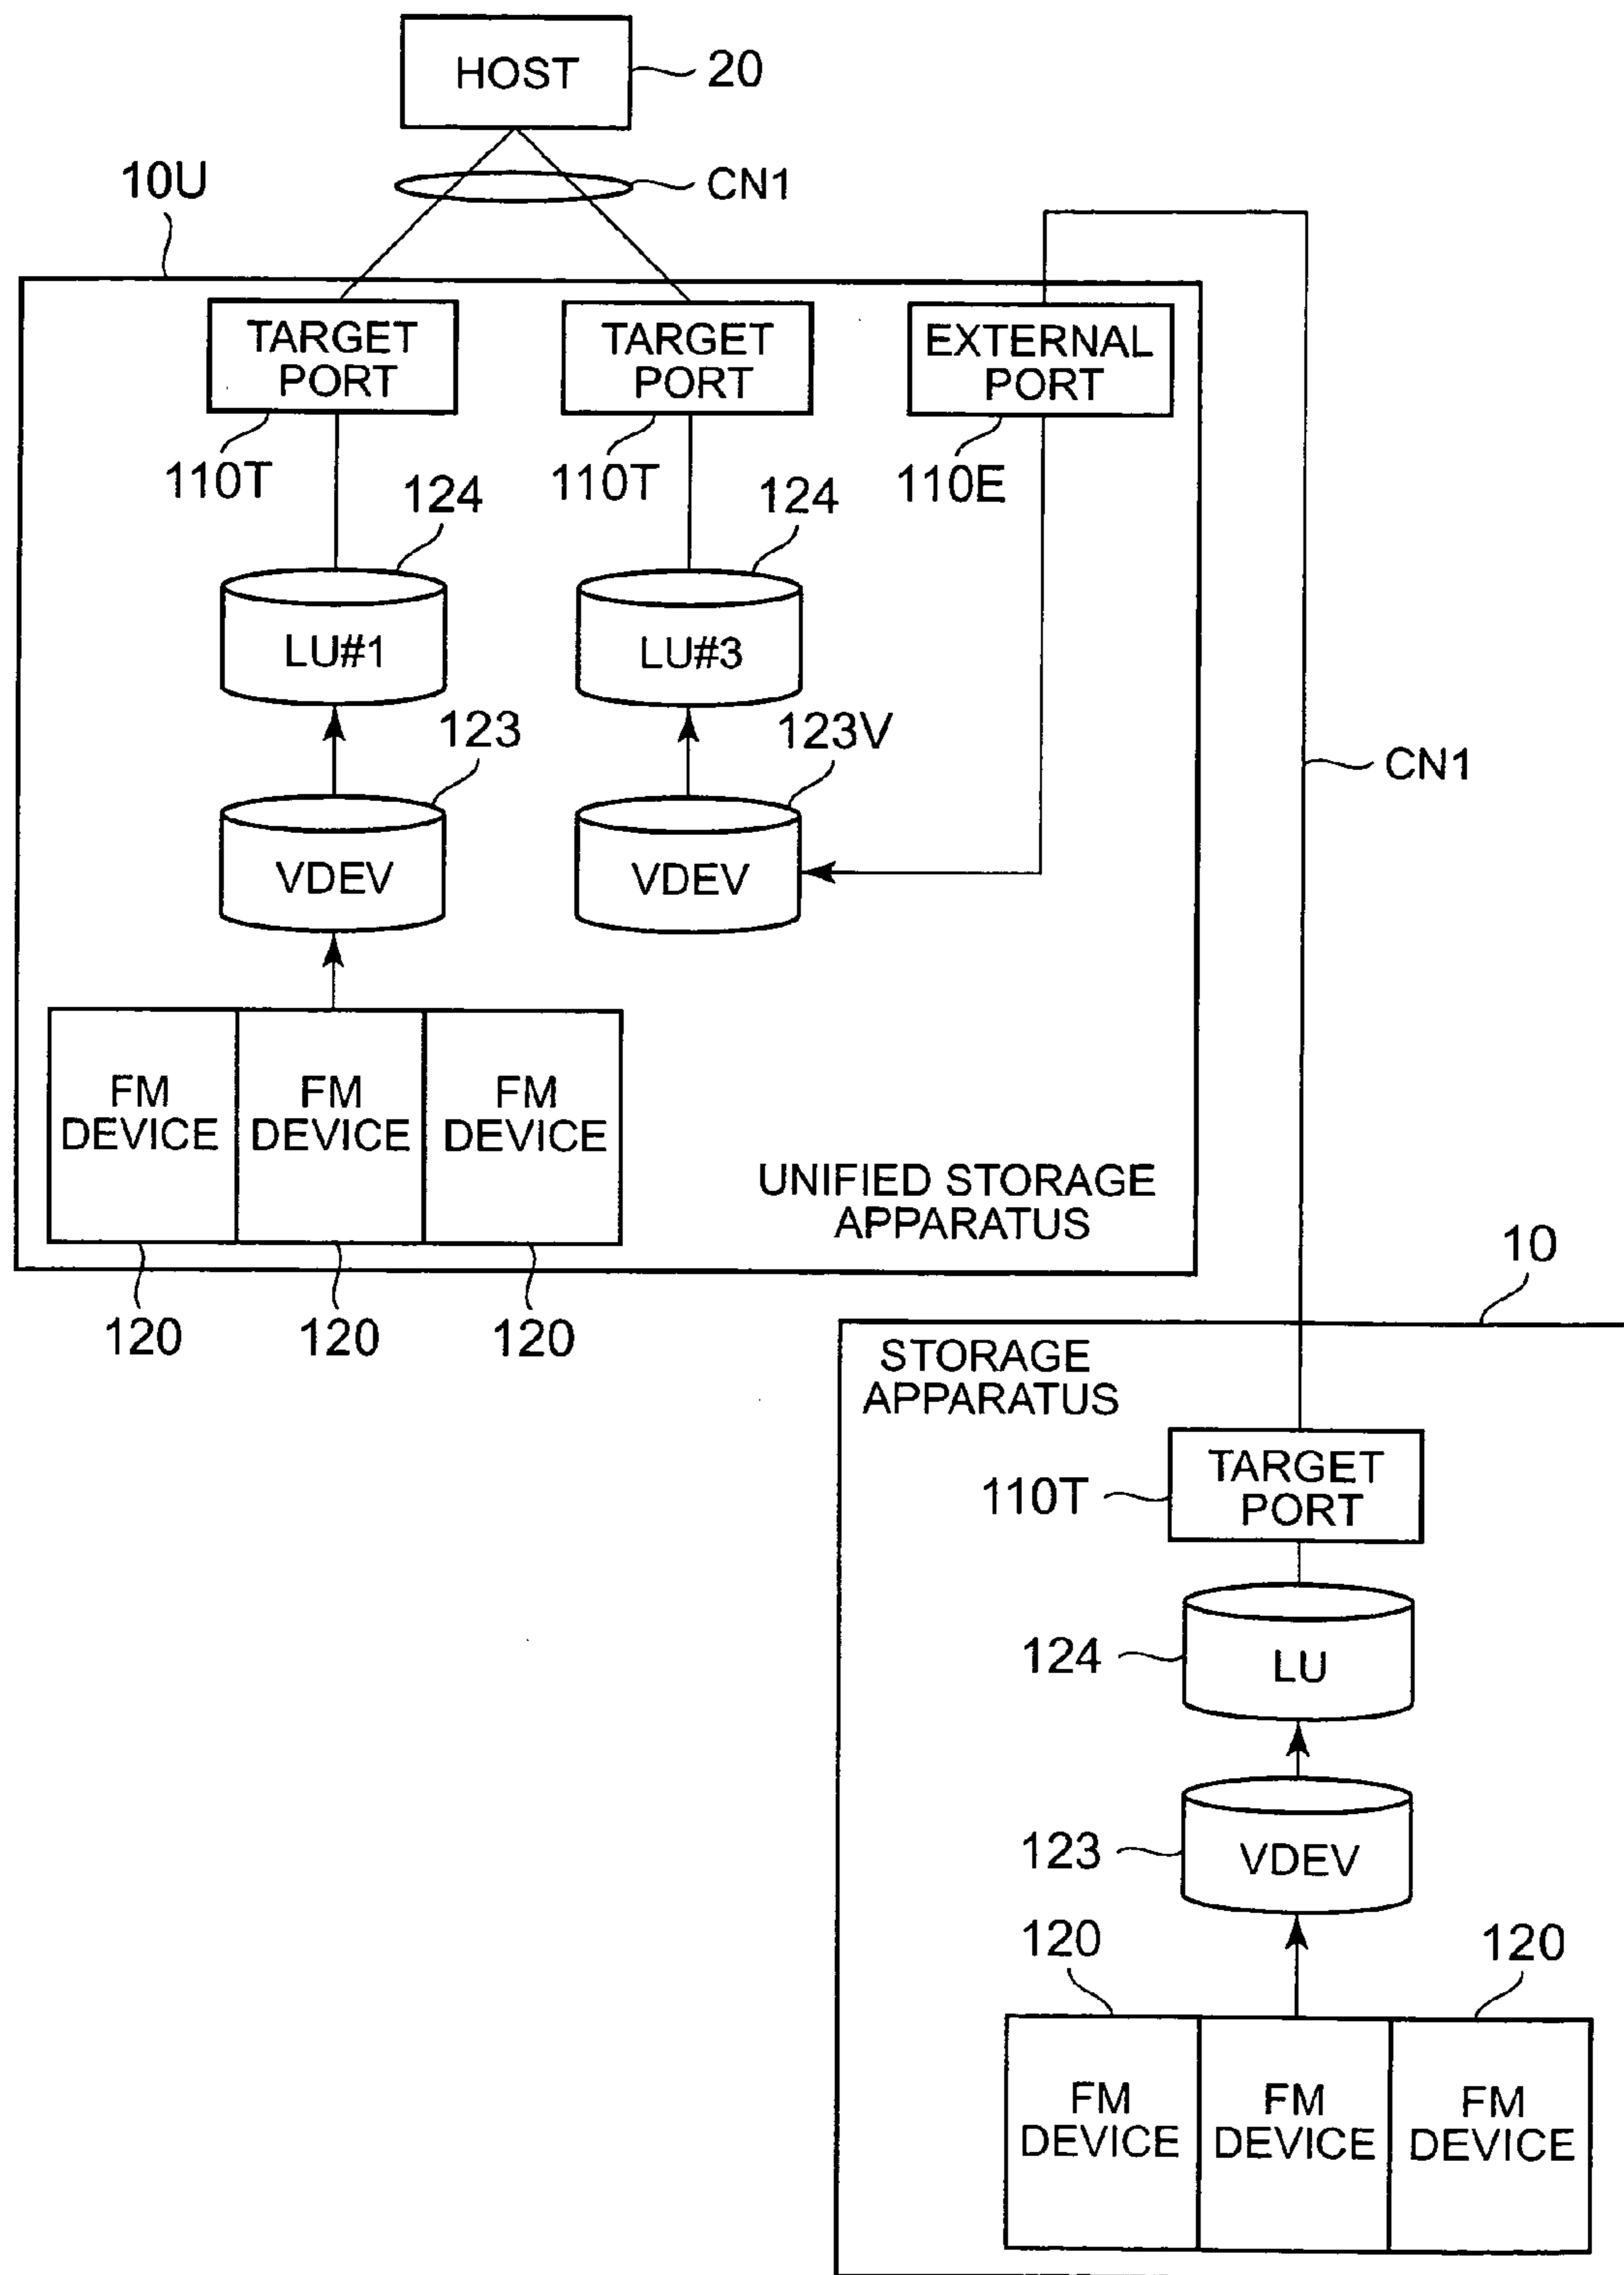 HOST
20
CN1
10U
TARGET
PORT
TARGET
PORT
EXTERNAL
PORT
110T
110T
110E
124
124
LU#1
LU#3
123
123V
CN1
VDEV
VDEV
FM
DEVICE
FM
DEVICE
FM
DEVICE
UNIFIED STORAGE
APPARATUS
120
120
120
10
STORAGE
APPARATUS
TARGET
PORT
110T
LU
124
VDEV
123
120
120
FM
DEVICE
FM
DEVICE
FM
DEVICE